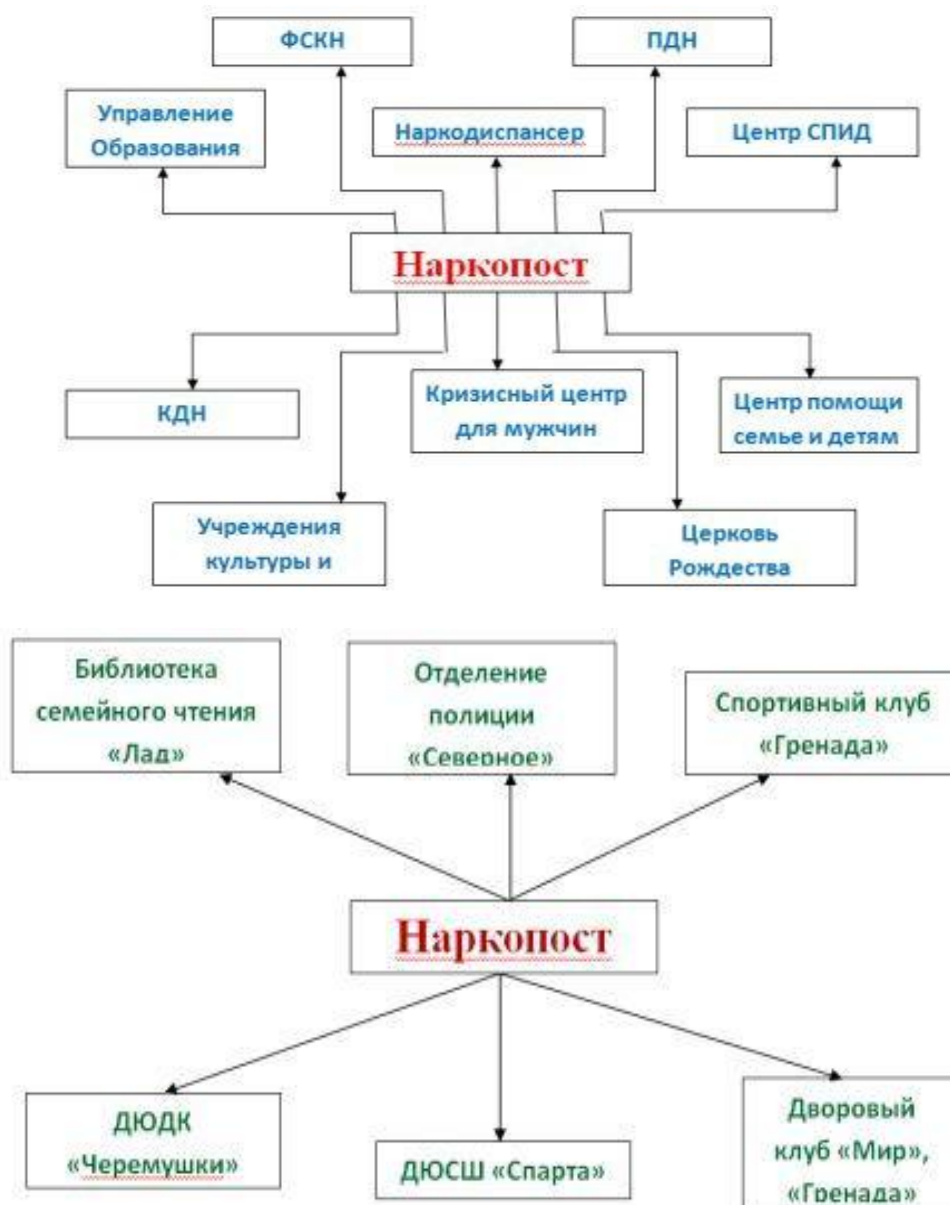 ФСКН
ПДН
Управление
Образования
Наркодиспансер
Центр СПИД
Наркопост
КДН
Кризисный центр
для мужчин
Центр помощи
семье и детям
Учреждения
культуры и
Церковь
Рождества
Библиотека
семейного чтения
«Лад»
Отделение
полиции
«Северное»
Спортивный клуб
«Гренада»
Наркопост
ДЮДК
«Черемушки»
ДЮСШ «Спарта»
Дворовый
клуб «Мир»,
«Гренада»